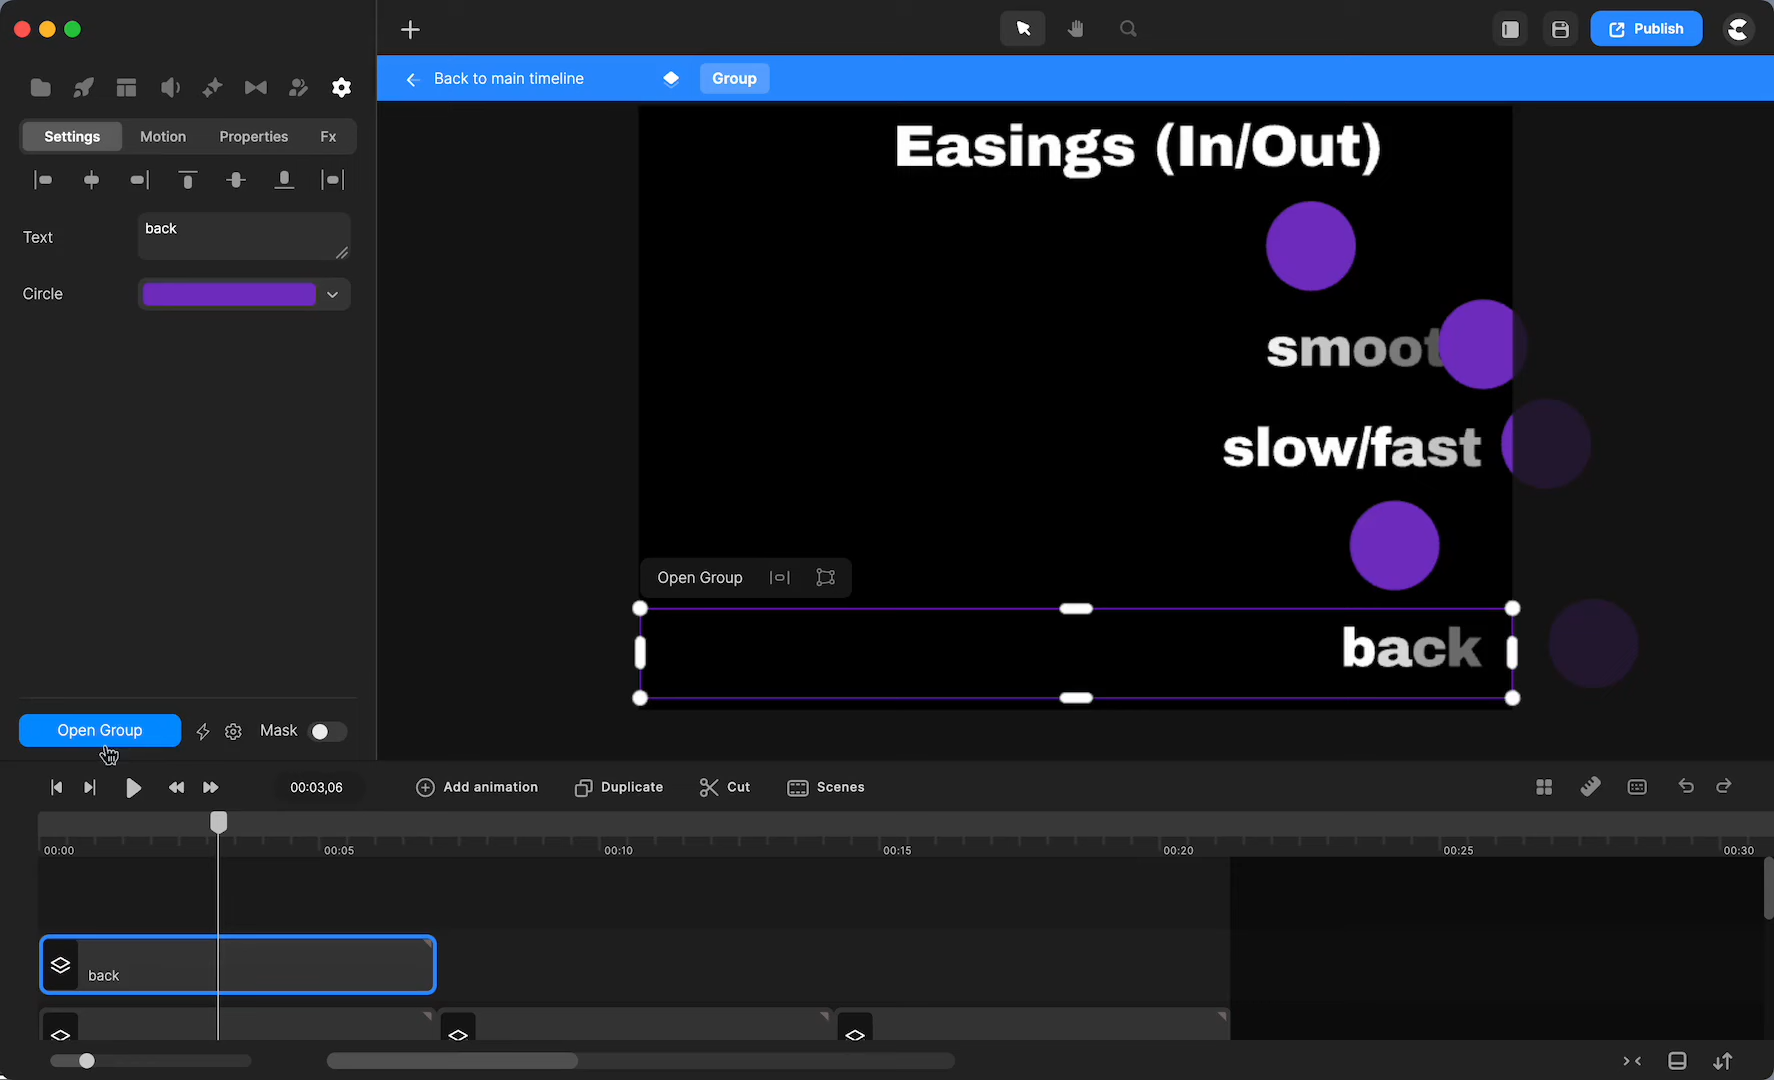 Publish
Back to main timeline
Group
Settings
Motion
Properties
Fx
Text
back
Circle
Easings (In/Out)
smoot
slow/fast
Open Group
back
Open Group
Mask
00:03,06
Add animation
Duplicate
Cut
Scenes
00:00
00:05
00:10
00:15
00:20
00:25
00:30
back